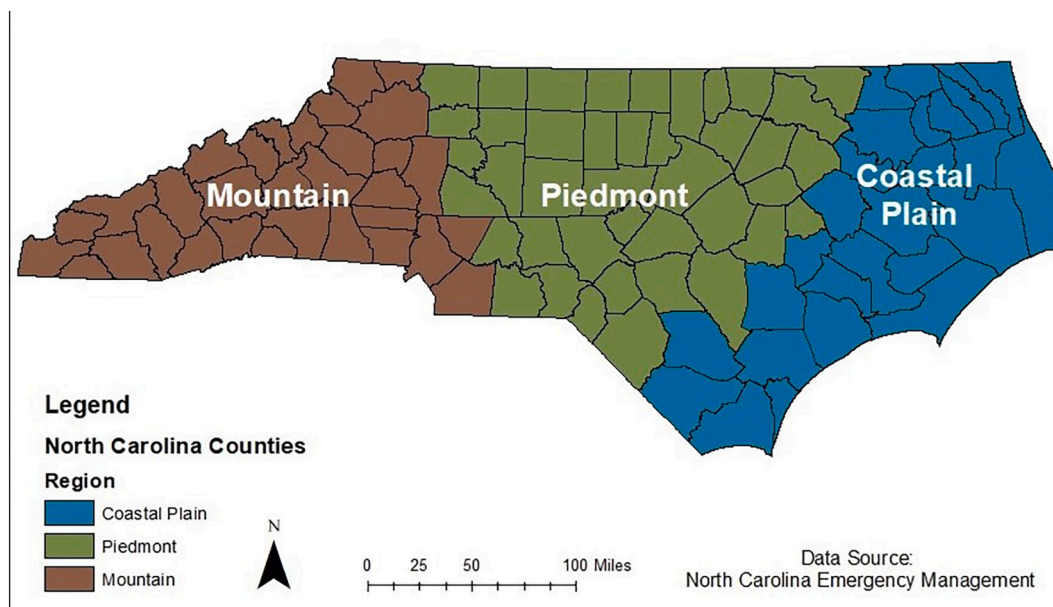 Mountain
Piedmont
Coastal
Plain
Legend
North Carolina Counties
Region
Coastal Plain
Piedmont
Mountain
N
0 25 50 100 Miles
Data Source:
North Carolina Emergency Management